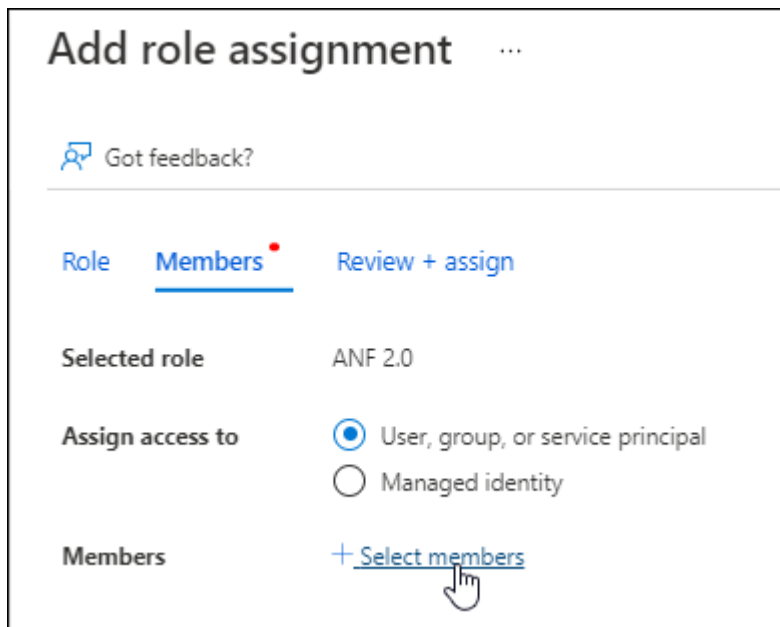 Add role assignment ...
Got feedback?
Role Members Review + assign
Selected role ANF 2.0
Assign access to User, group, or service principal
Managed identity
Members + Select members